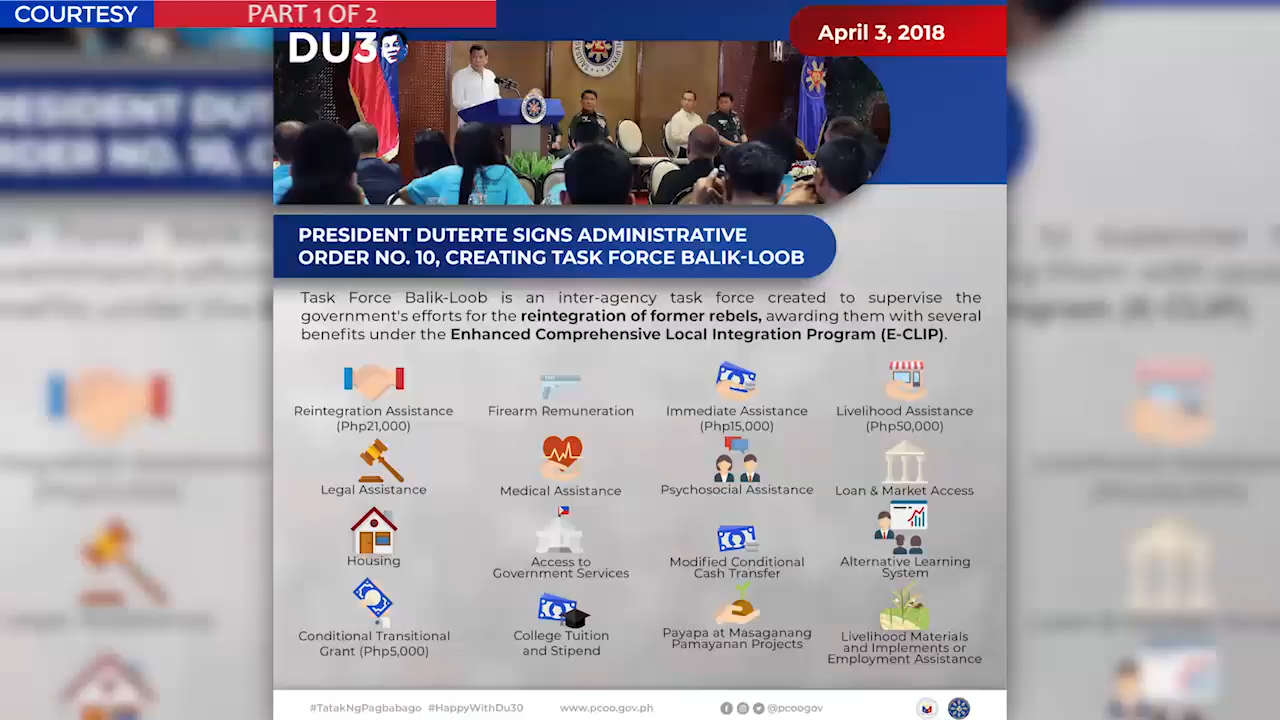 COURTESY
PART 1 OF 2
DU30
April 3, 2018
PRESIDENT DUTERTE SIGNS ADMINISTRATIVE
ORDER NO. 10, CREATING TASK FORCE BALIK-LOOB
Task Force Balik-Loob is an inter-agency task force created to supervise the
government's efforts for the reintegration of former rebels, awarding them with several
benefits under the Enhanced Comprehensive Local Integration Program (E-CLIP).
Reintegration Assistance
(Php21,000)
Firearm Remuneration
Immediate Assistance
(Php15,000)
Livelihood Assistance
(Php50,000)
Legal Assistance
Medical Assistance
Psychosocial Assistance
Loan & Market Access
Housing
Access to
Government Services
Modified Conditional
Cash Transfer
Alternative Learning
System
Conditional Transitional
Grant (Php5,000)
College Tuition
and Stipend
Payapa at Masaganang
Pamayanan Projects
Livelihood Materials
and Implements or
Employment Assistance
#TatakNgPagbabago #HappyWithDu30
www.pcoo.gov.ph
@pcoogov